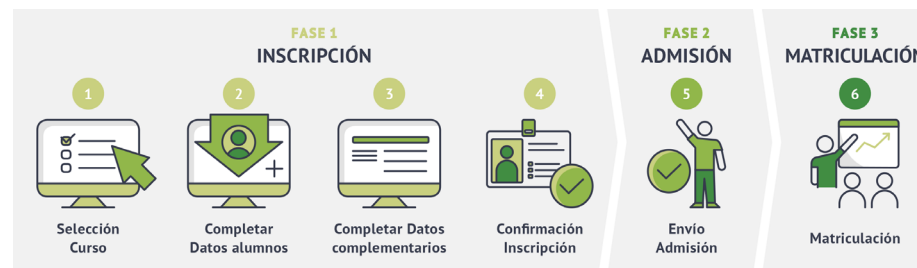 FASE 1
INSCRIPCIÓN
1
2
3
4
Selección
Curso
Completar
Datos alumnos
Completar Datos
complementarios
Confirmación
Inscripción
FASE 2
ADMISIÓN
5
Envío
Admisión
FASE 3
MATRICULACIÓN
6
Matriculación